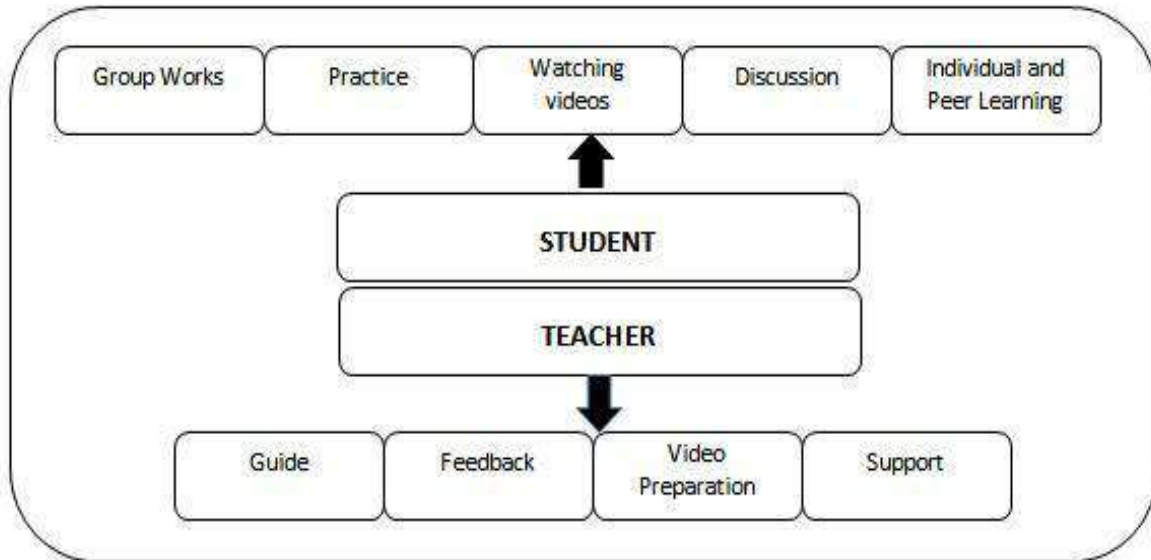 Group Works
Practice
Watching
videos
Discussion
Individual and
Peer Learning
STUDENT
TEACHER
Guide
Feedback
Video
Preparation
Support